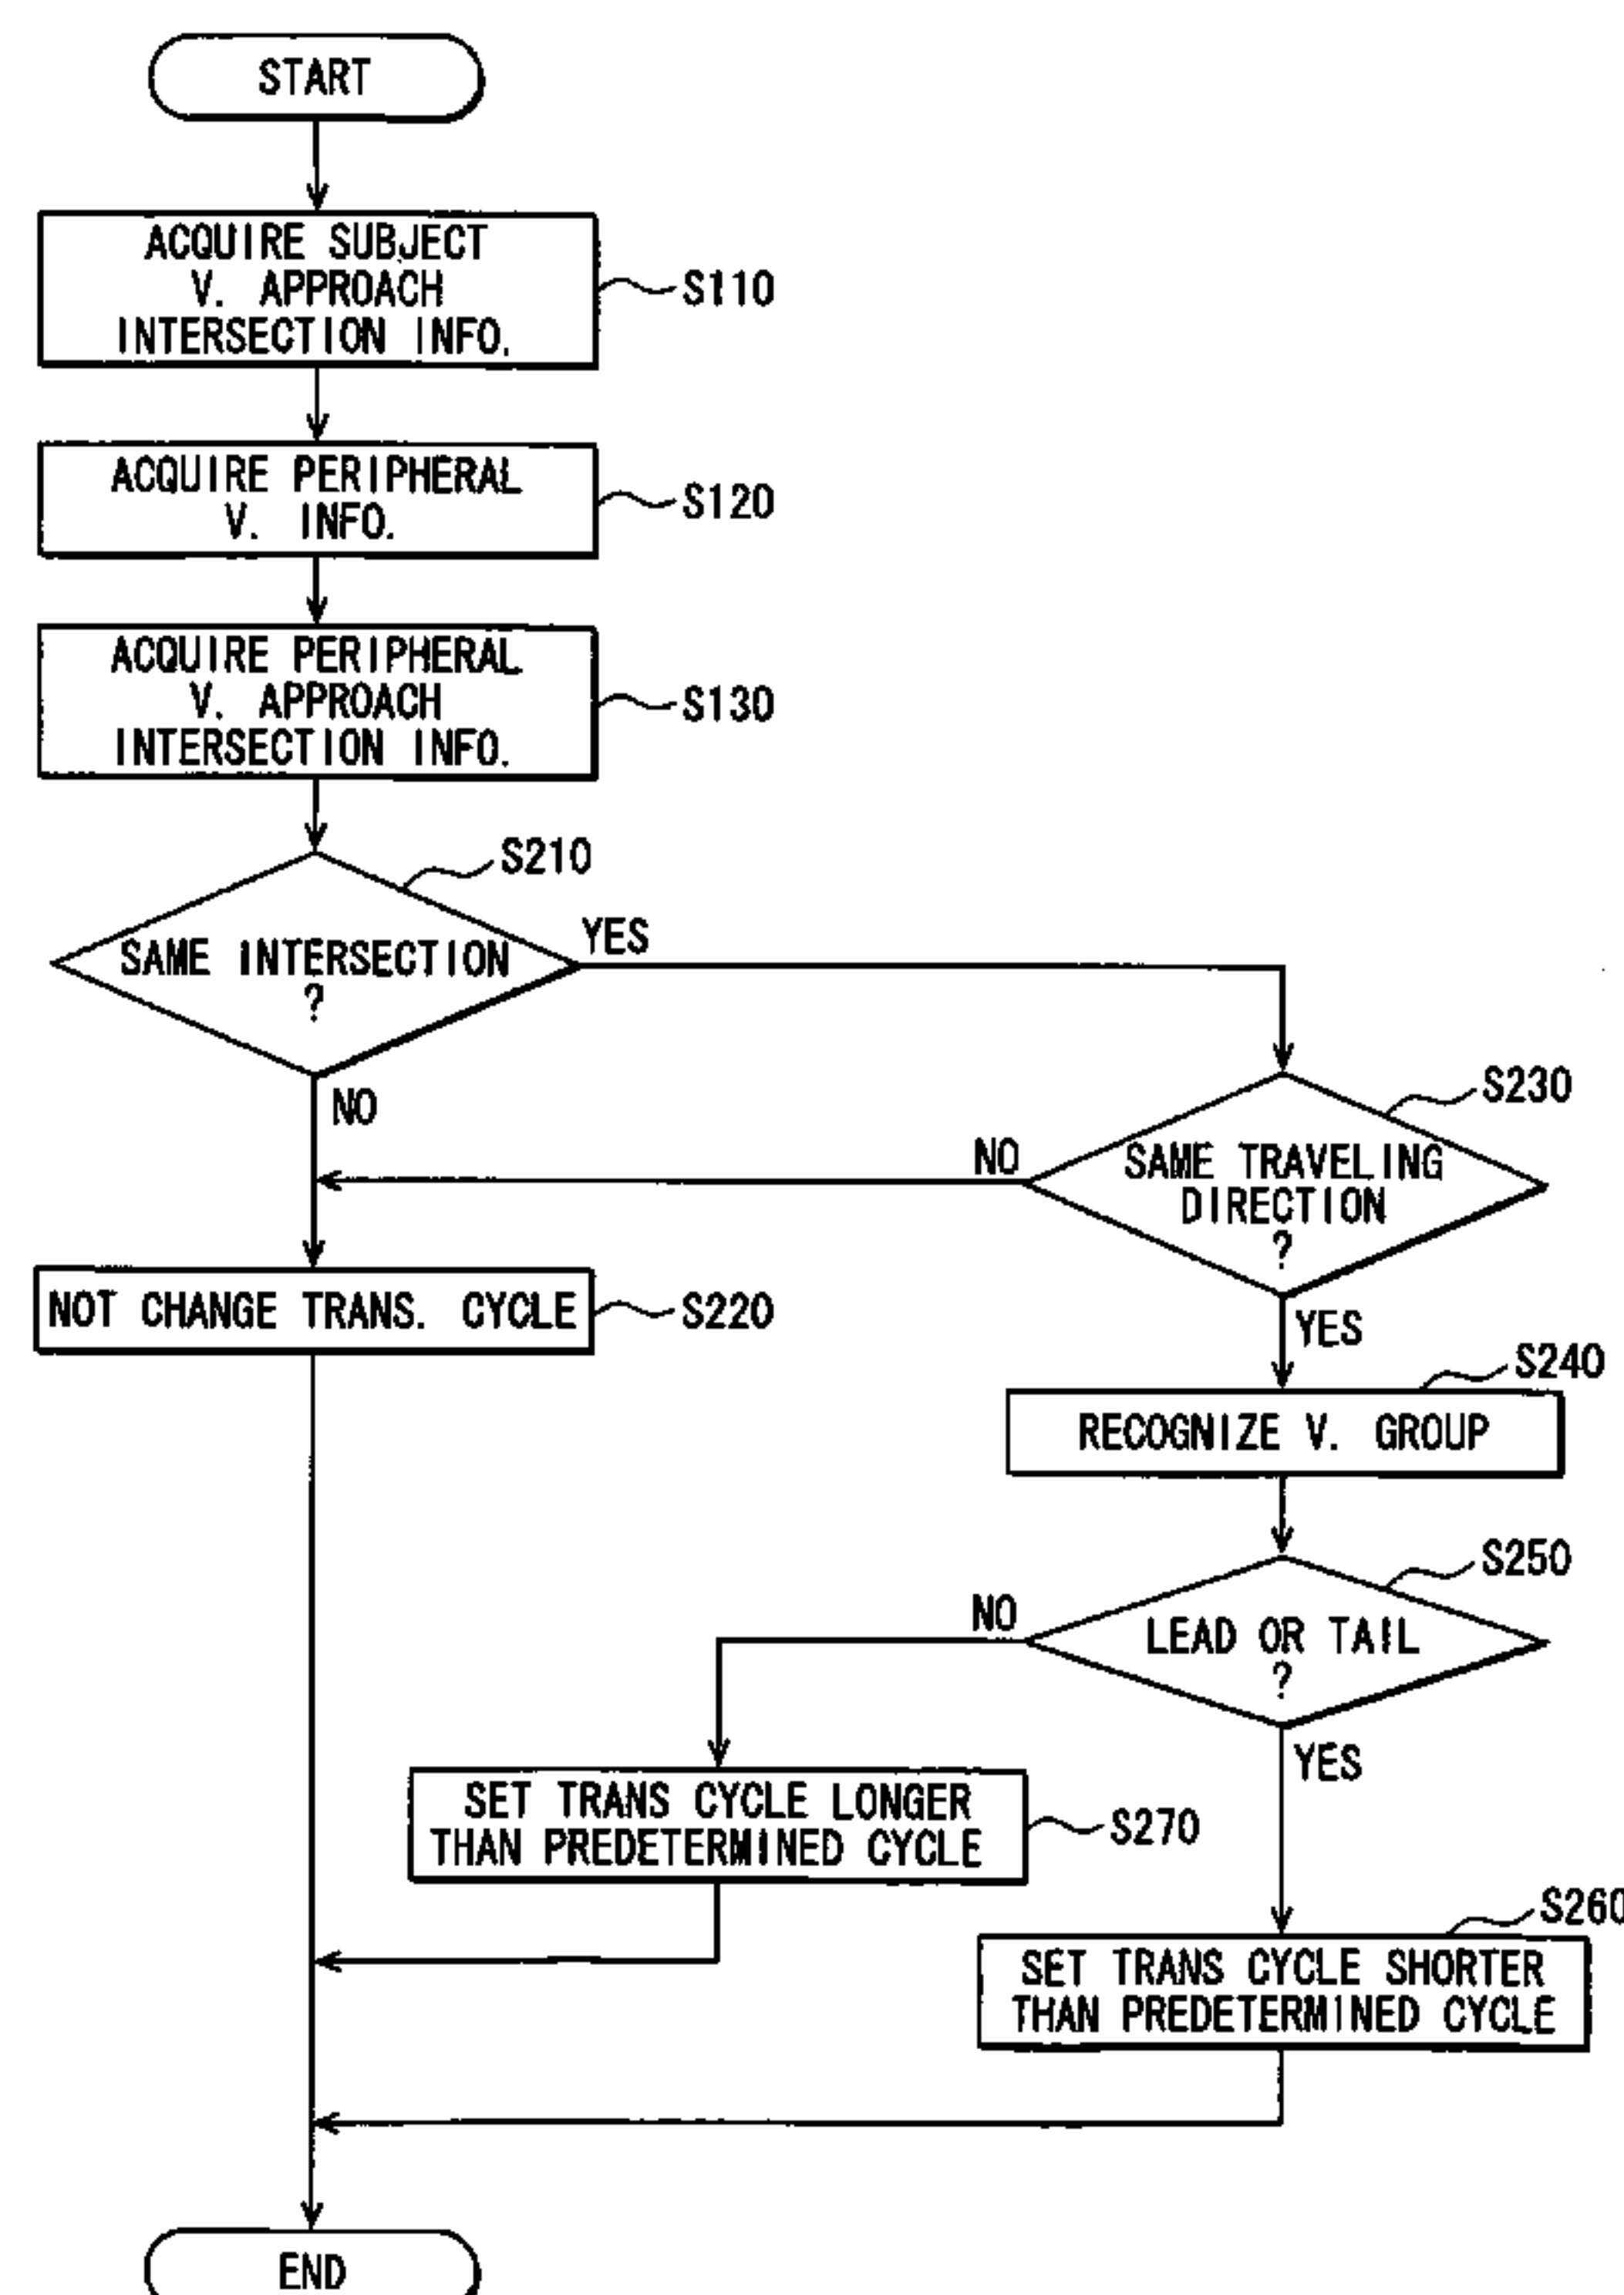 START
ACQUIRE SUBJECT
V. APPROACH
INTERSECTION INFO.
S110
ACQUIRE PERIPHERAL
V. INFO.
S120
ACQUIRE PERIPHERAL
V. APPROACH
INTERSECTION INFO.
S130
S210
SAME INTERSECTION
?
YES
NO
S230
SAME TRAVELING
DIRECTION
?
NO
YES
NOT CHANGE TRANS. CYCLE
S220
S240
RECOGNIZE V. GROUP
S250
LEAD OR TAIL
?
NO
YES
SET TRANS CYCLE LONGER
THAN PREDETERMINED CYCLE
S270
S260
SET TRANS CYCLE SHORTER
THAN PREDETERMINED CYCLE
END